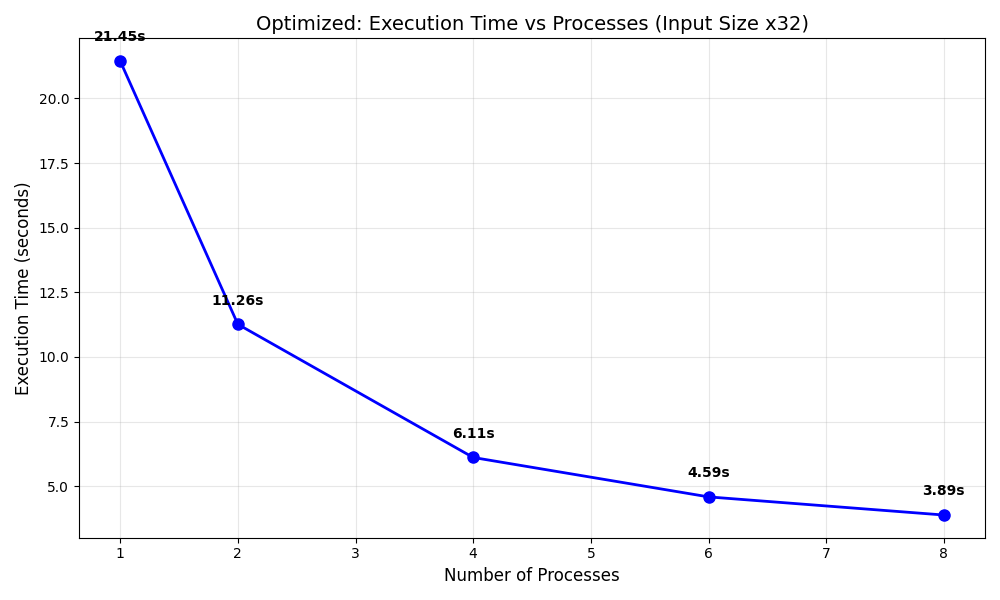 Optimized: Execution Time vs Processes (Input Size x32)
21.45s
20.0
17.5
15.0
12.5
11.26s
10.0
7.5
6.11s
5.0
4.59s
3.89s
Execution Time (seconds)
1 2 3 4 5 6 7 8
Number of Processes